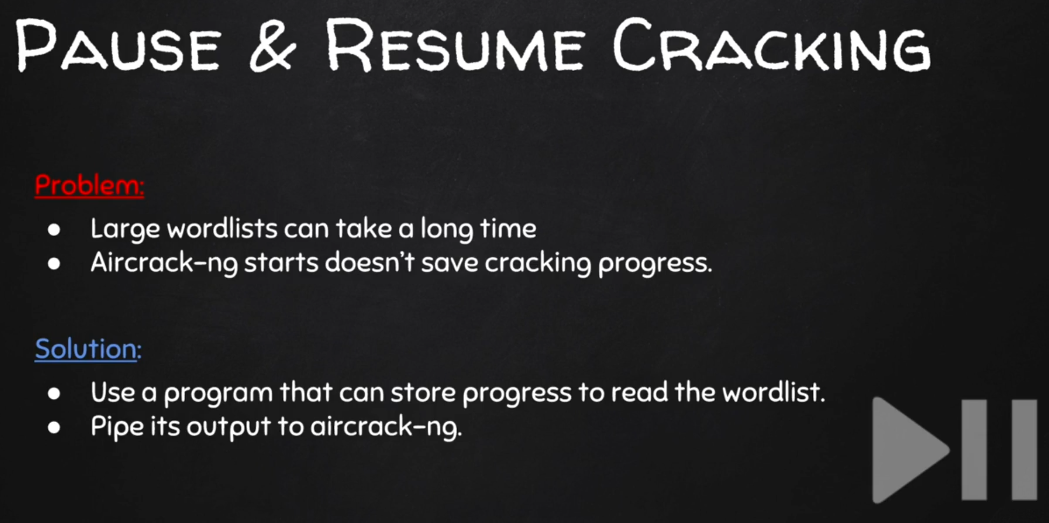 Pause & Resume Cracking
Problem:
● Large wordlists can take a long time
● Aircrack-ng starts doesn't save cracking progress.
Solution:
● Use a program that can store progress to read the wordlist.
● Pipe its output to aircrack-ng.